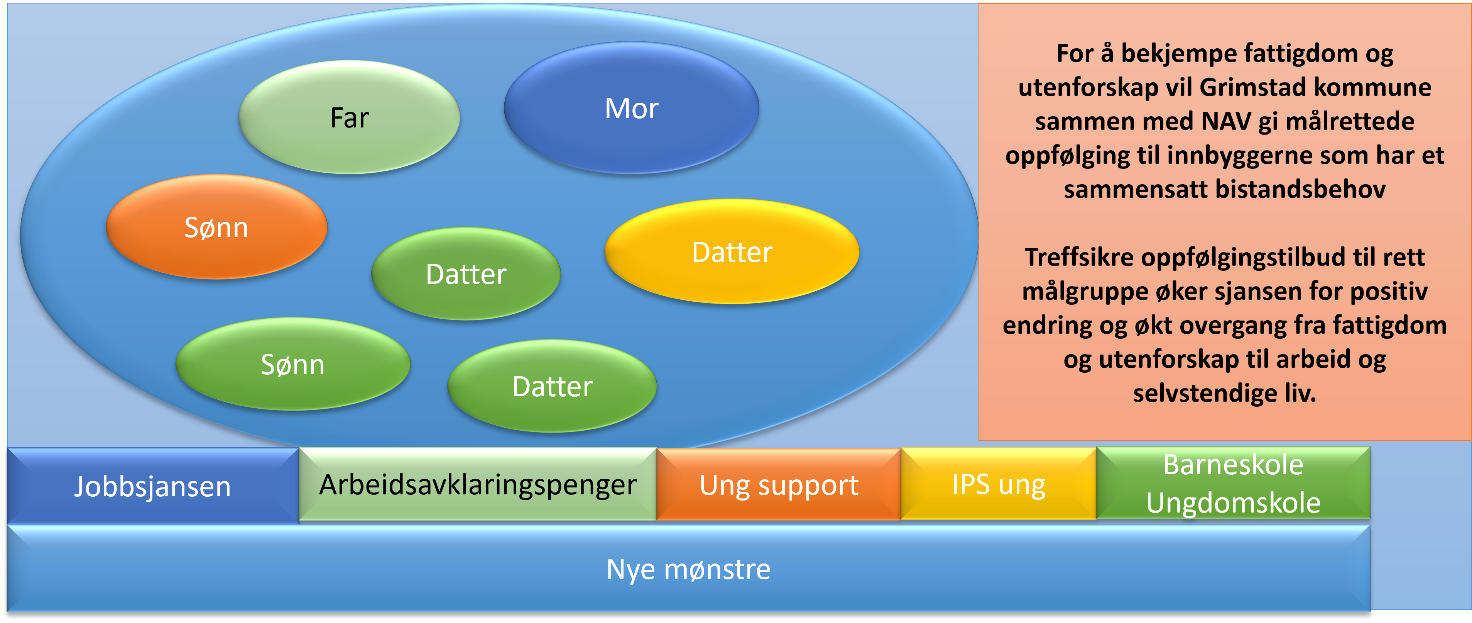 Far
Mor
Sønn
Datter
Datter
Sønn
Datter
For å bekjempe fattigdom og
utenforskap vil Grimstad kommune
sammen med NAV gi målrettede
oppfølging til innbyggerne som har et
sammensatt bistandsbehov
Treffsikre oppfølgingstilbud til rett
målgruppe øker sjansen for positiv
endring og økt overgang fra fattigdom
og utenforskap til arbeid og
selvstendige liv.
Jobbsjansen
Arbeidsavklaringspenger
Ung support
IPS ung
Barneskole
Ungdomskole
Nye mønstre